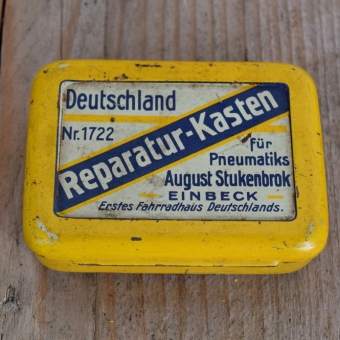 Deutschland
Nr.1722
Reparatur-Kasten
für
Pneumatiks
August Stukenbrok
EINBECK
Erstes Fahrradhaus Deutschlands.